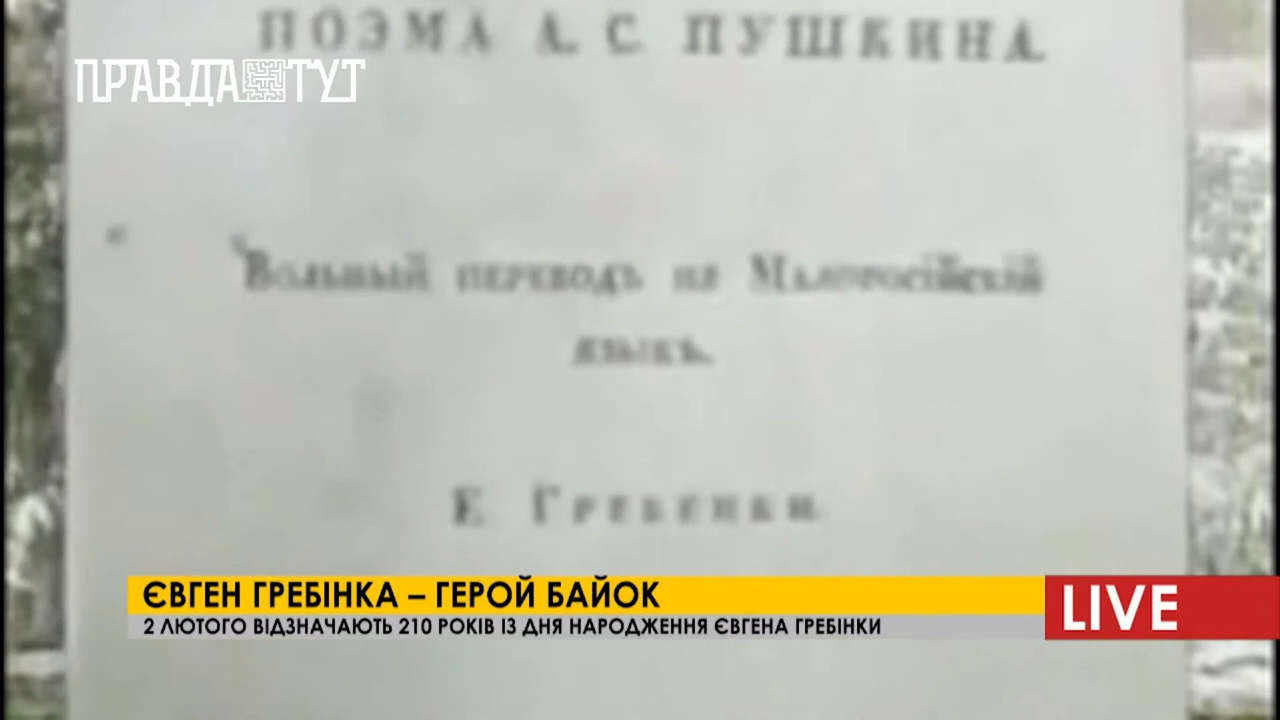 ПОЭМА А. С. ПУШКИНА.
ПРАВДА ТУТ
Вольный переводъ на Малоросійскій
языкъ.
Е. Гребенки.
ЄВГЕН ГРЕБІНКА – ГЕРОЙ БАЙОК
2 ЛЮТОГО ВІДЗНАЧАЮТЬ 210 РОКІВ ІЗ ДНЯ НАРОДЖЕННЯ ЄВГЕНА ГРЕБІНКИ
LIVE